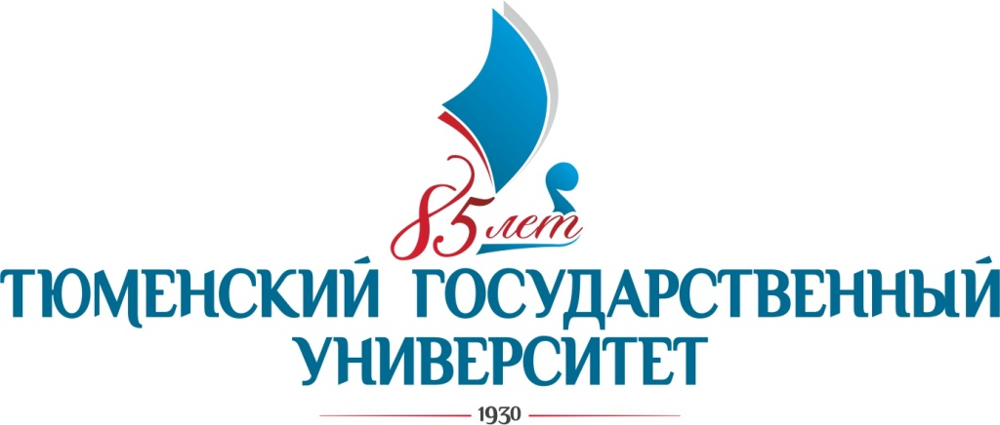 85 лет
ТЮМЕНСКИЙ ГОСУДАРСТВЕННЫЙ
УНИВЕРСИТЕТ
1930